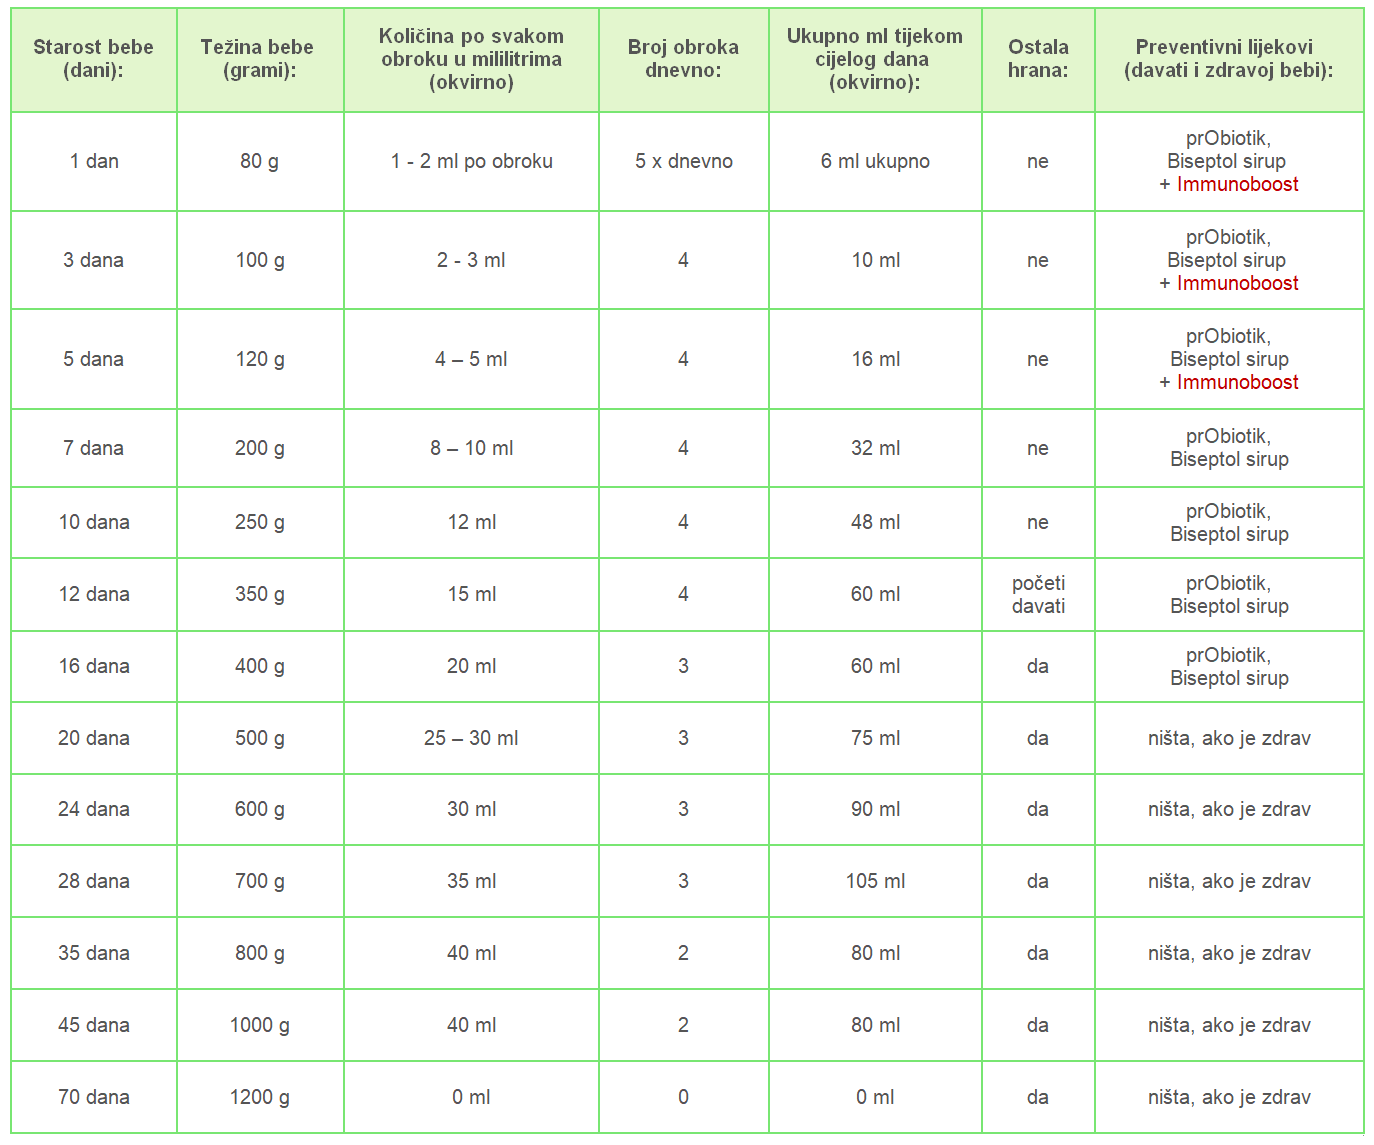 Starost bebe
(dani):
Težina bebe
(grami):
Količina po svakom
obroku u mililitrima
(okvirno)
Broj obroka
dnevno:
Ukupno ml tijekom
cijelog dana
(okvirno):
Ostala
hrana:
Preventivni lijekovi
(davati i zdravoj bebi):
1 dan
80 g
1 - 2 ml po obroku
5 x dnevno
6 ml ukupno
ne
prObiotik,
Biseptol sirup
+ Immunoboost
3 dana
100 g
2 - 3 ml
4
10 ml
ne
prObiotik,
Biseptol sirup
+ Immunoboost
5 dana
120 g
4 – 5 ml
4
16 ml
ne
prObiotik,
Biseptol sirup
+ Immunoboost
7 dana
200 g
8 – 10 ml
4
32 ml
ne
prObiotik,
Biseptol sirup
10 dana
250 g
12 ml
4
48 ml
ne
prObiotik,
Biseptol sirup
12 dana
350 g
15 ml
4
60 ml
početi
davati
prObiotik,
Biseptol sirup
16 dana
400 g
20 ml
3
60 ml
da
prObiotik,
Biseptol sirup
20 dana
500 g
25 – 30 ml
3
75 ml
da
ništa, ako je zdrav
24 dana
600 g
30 ml
3
90 ml
da
ništa, ako je zdrav
28 dana
700 g
35 ml
3
105 ml
da
ništa, ako je zdrav
35 dana
800 g
40 ml
2
80 ml
da
ništa, ako je zdrav
45 dana
1000 g
40 ml
2
80 ml
da
ništa, ako je zdrav
70 dana
1200 g
0 ml
0
0 ml
da
ništa, ako je zdrav